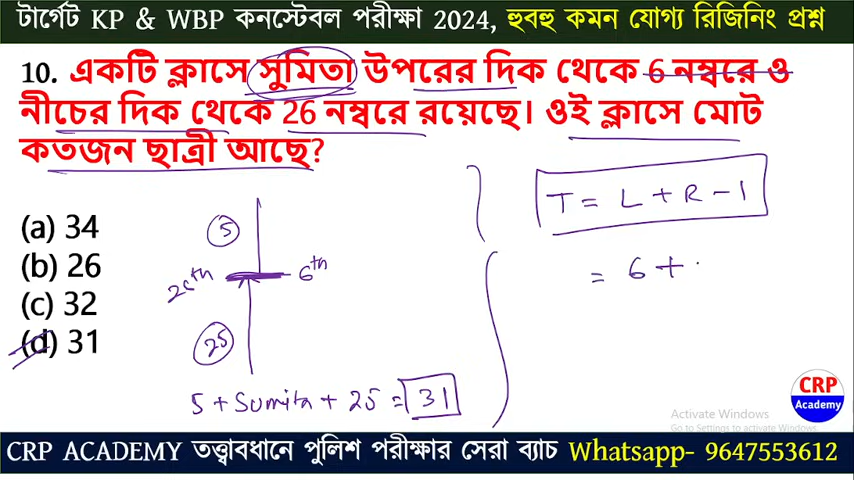 টার্গেট KP & WBP কনস্টেবল পরীক্ষা 2024, হুবহু কমন যোগ্য রিজিনিং প্রশ্ন
10. একটি ক্লাসে সুমিতা উপরের দিক থেকে 6 নম্বরে ও
নীচের দিক থেকে 26 নম্বরে রয়েছে। ওই ক্লাসে মোট
কতজন ছাত্রী আছে?
(a) 34
(b) 26
(c) 32
(d) 31
5
26th 6th
25
5 + Sumita + 25 = 31
T = L + R - 1
= 6 +
CRP
Academy
Activate Windows
Go to Settings to activate Windows.
CRP ACADEMY তত্ত্বাবধানে পুলিশ পরীক্ষার সেরা ব্যাচ Whatsapp- 9647553612